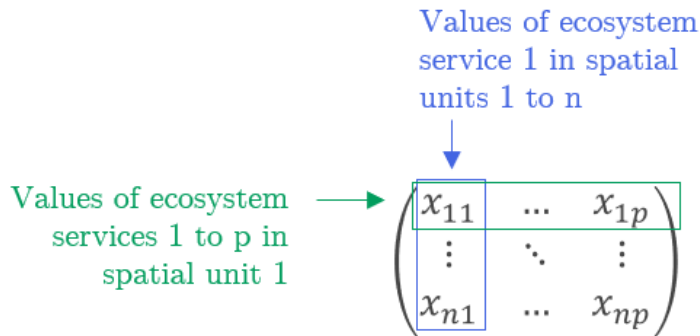 Values of ecosystem
service 1 in spatial
units 1 to n
Values of ecosystem
services 1 to p in
spatial unit 1
x₁₁ ... x₁ₚ
⋮ ⋱ ⋮
xₙ₁ ... xₙₚ